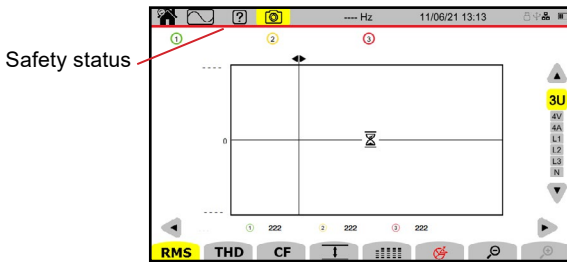 ? ---- Hz 11/06/21 13:13
1 2 3
Safety status
----
3U
4V
4A
L1
L2
L3
N
0
----
1 222 2 222 3 222
RMS THD CF